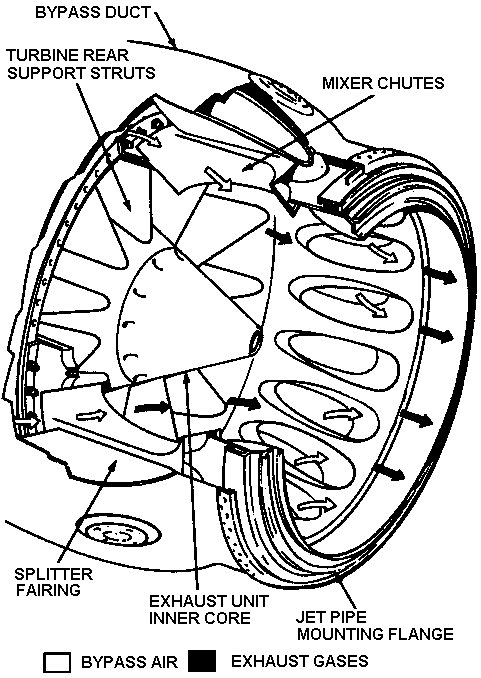 BYPASS DUCT
TURBINE REAR
SUPPORT STRUTS
MIXER CHUTES
SPLITTER
FAIRING
EXHAUST UNIT
INNER CORE
JET PIPE
MOUNTING FLANGE
BYPASS AIR
EXHAUST GASES